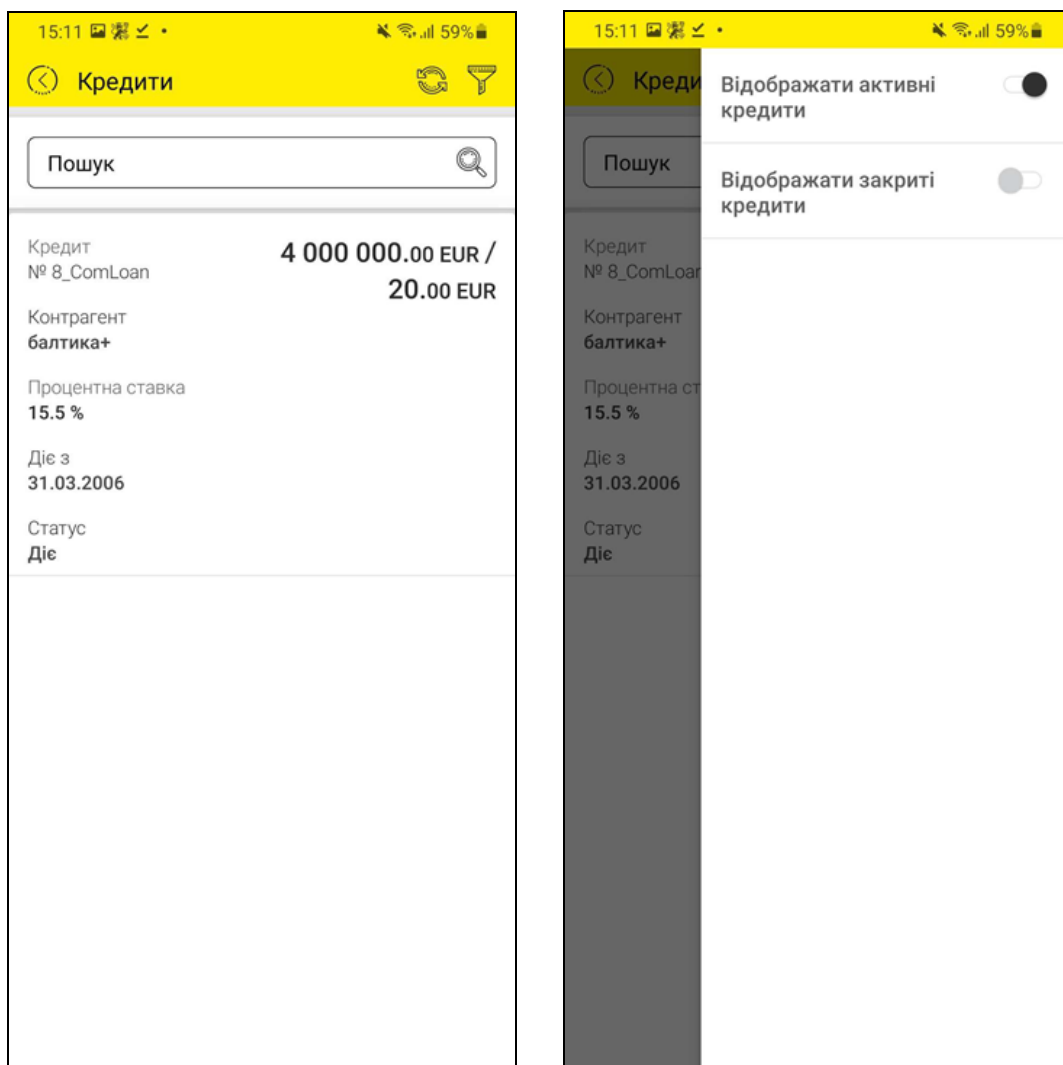 15:11 59%
Кредити
Пошук
Кредит
№ 8_ComLoan
4 000 000.00 EUR /
20.00 EUR
Контрагент
балтика+
Процентна ставка
15.5 %
Діє з
31.03.2006
Статус
Діє
15:11 59%
Креди
Пошук
Кредит
№ 8_ComLoan
Контрагент
балтика+
Процентна ст
15.5 %
Діє з
31.03.2006
Статус
Діє
Відображати активні
кредити
Відображати закриті
кредити